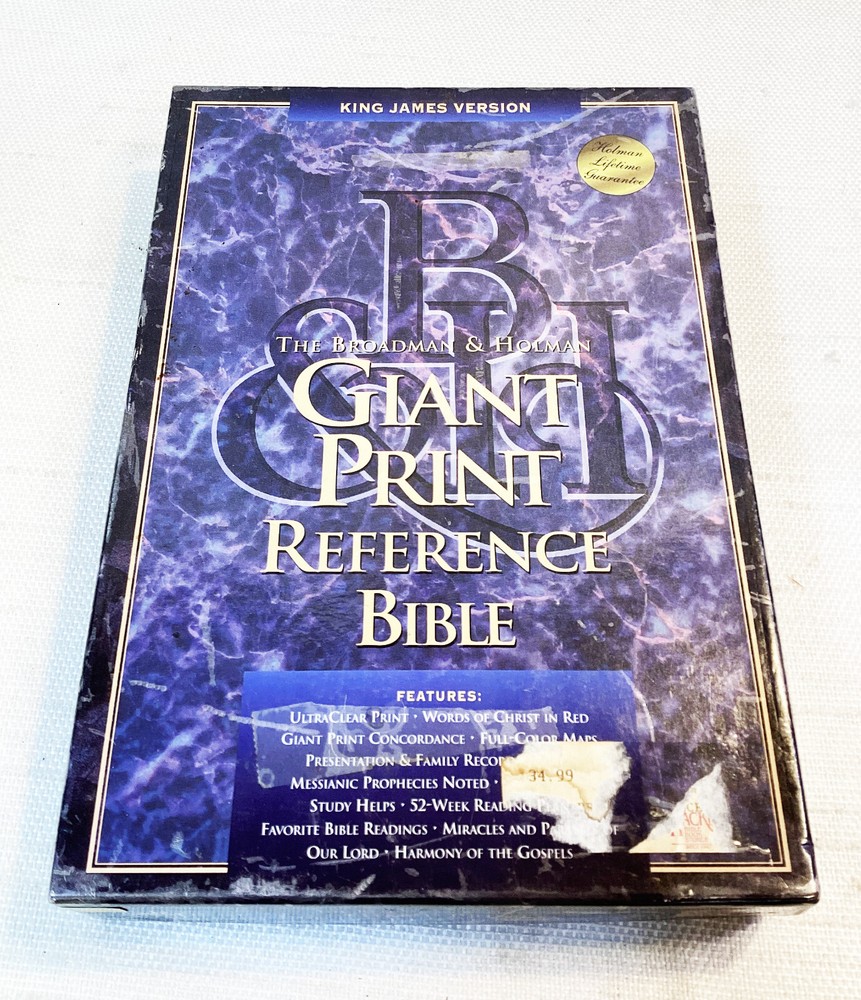 KING JAMES VERSION
Holman
Lifetime
Guarantee
B
&H
THE BROADMAN & HOLMAN
GIANT
PRINT
REFERENCE
BIBLE
FEATURES:
ULTRACLEAR PRINT · WORDS OF CHRIST IN RED
GIANT PRINT CONCORDANCE · FULL-COLOR MAPS
PRESENTATION & FAMILY RECOR
MESSIANIC PROPHECIES NOTED ·
34.99
STUDY HELPS · 52-WEEK READING
FAVORITE BIBLE READINGS · MIRACLES AND PA OF
OUR LORD · HARMONY OF THE GOSPELS